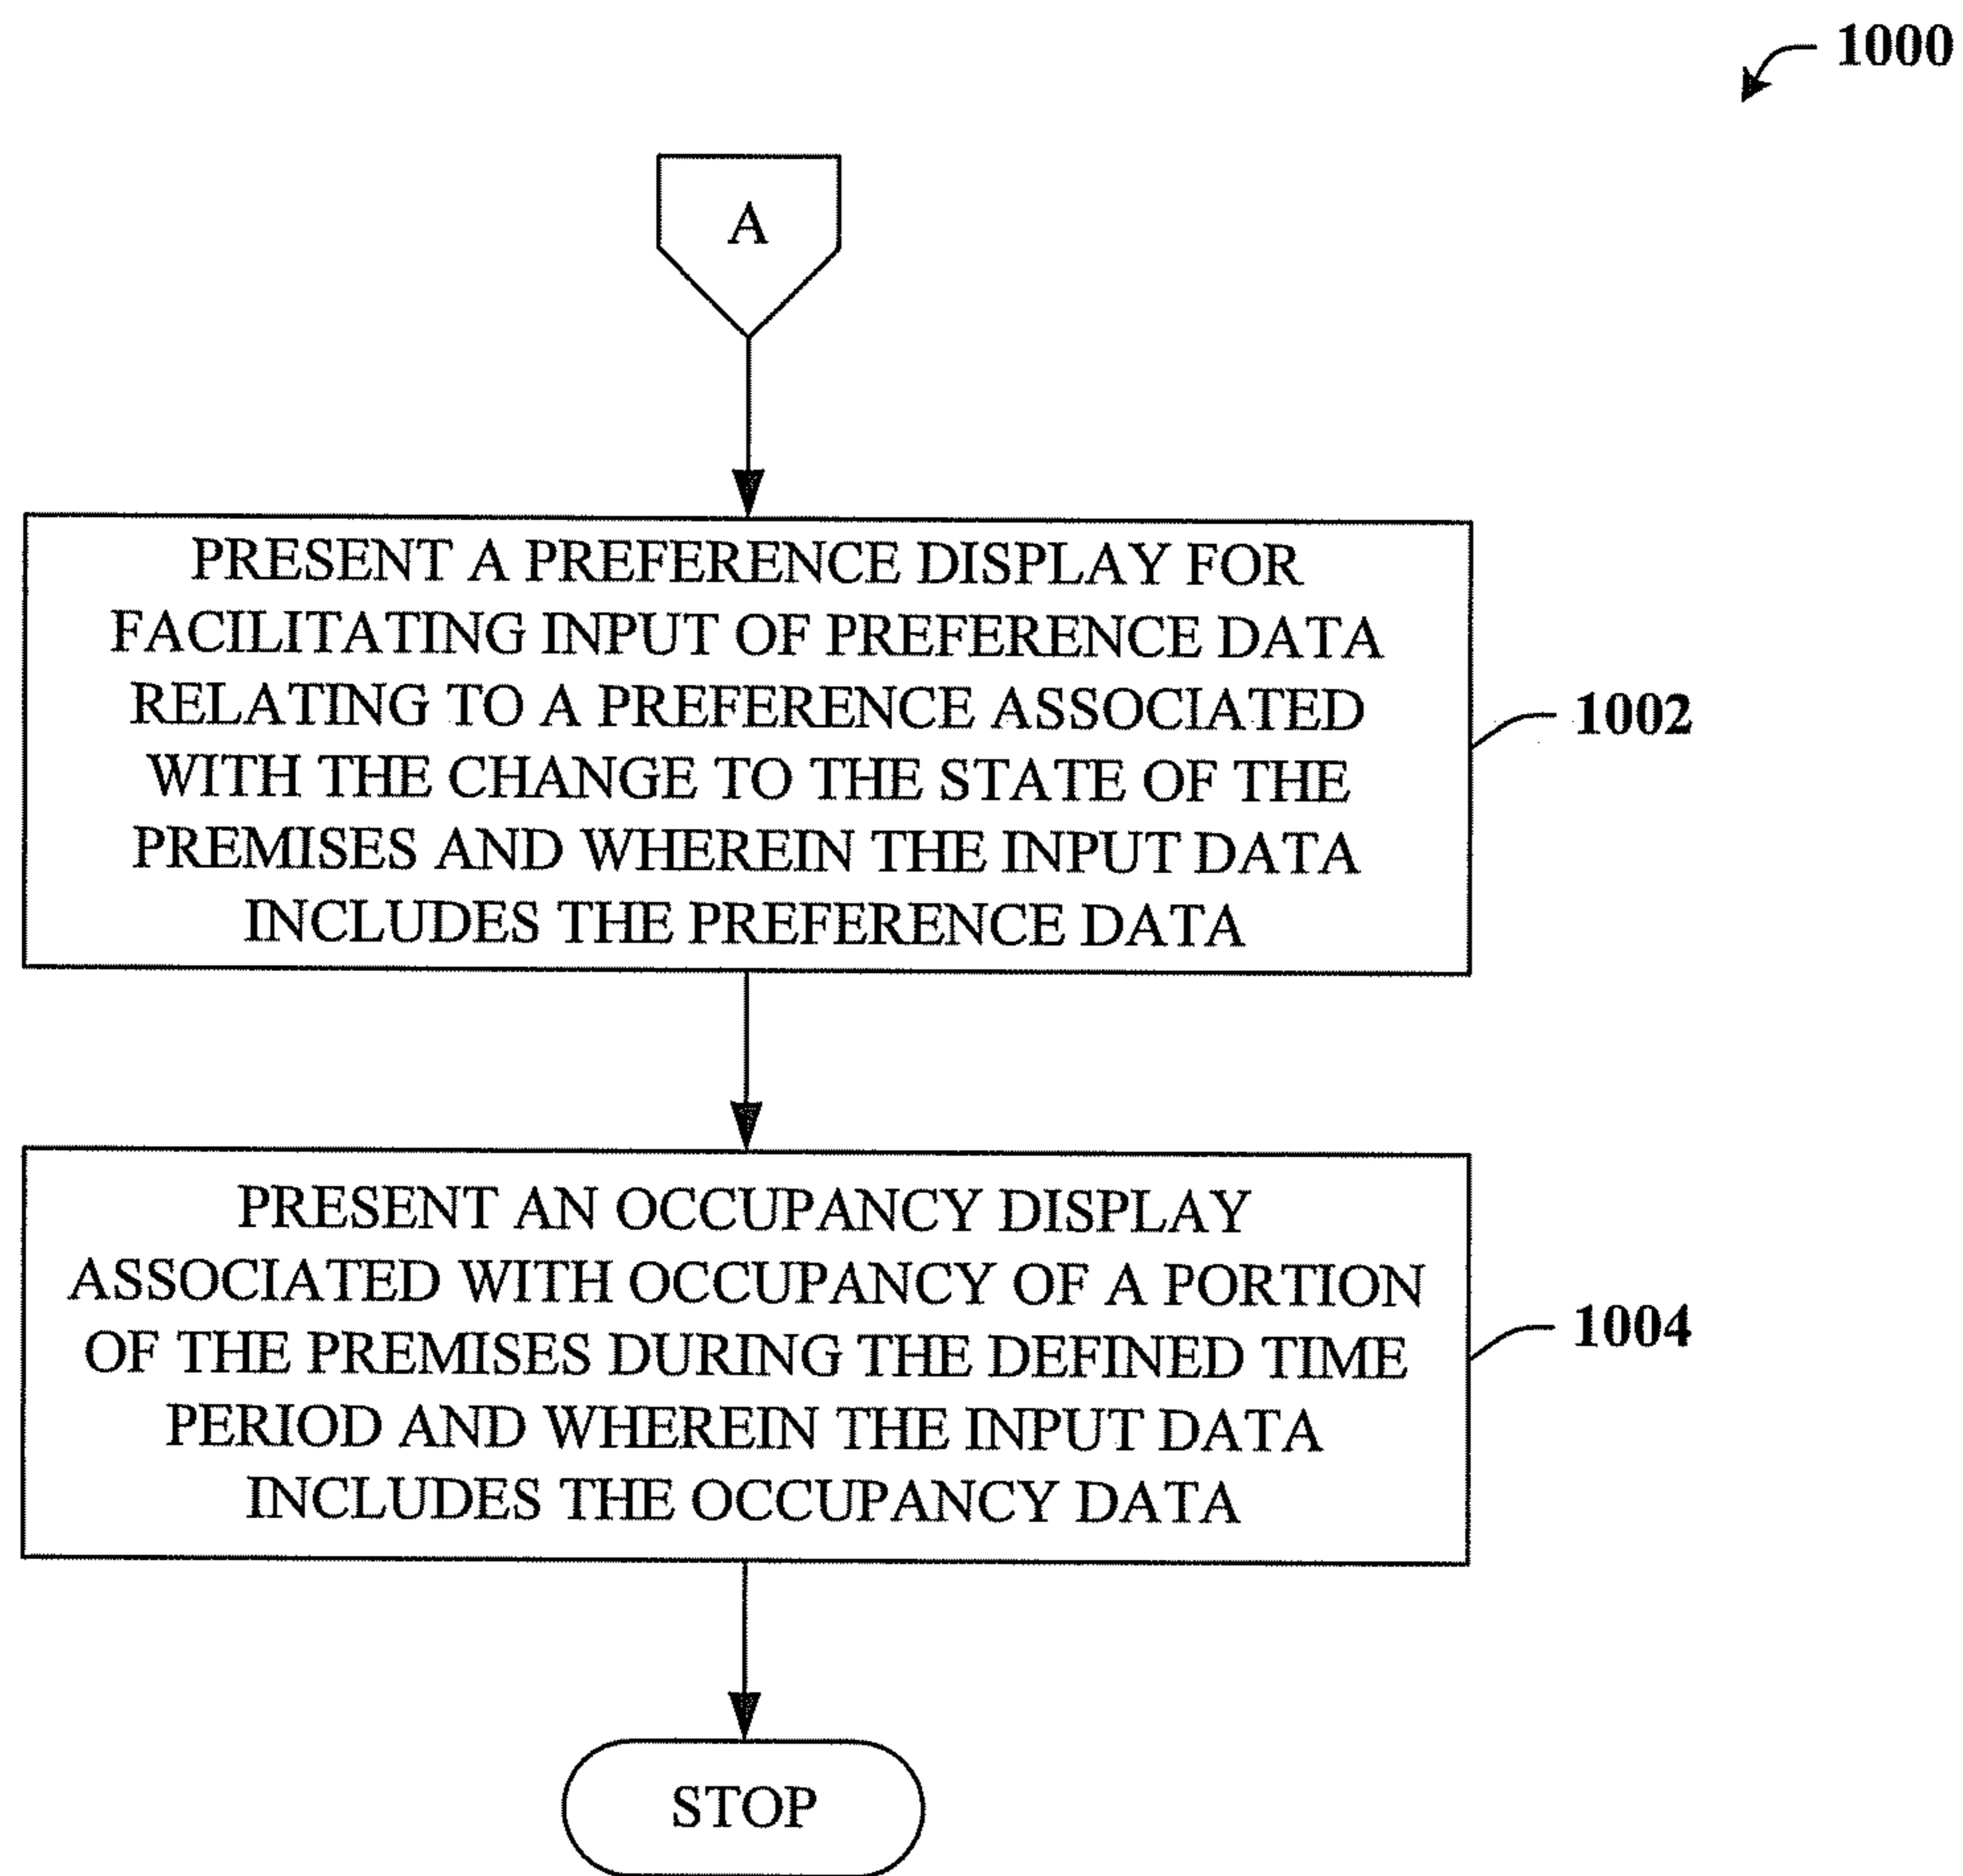 1000
A
PRESENT A PREFERENCE DISPLAY FOR
FACILITATING INPUT OF PREFERENCE DATA
RELATING TO A PREFERENCE ASSOCIATED
WITH THE CHANGE TO THE STATE OF THE
PREMISES AND WHEREIN THE INPUT DATA
INCLUDES THE PREFERENCE DATA
1002
PRESENT AN OCCUPANCY DISPLAY
ASSOCIATED WITH OCCUPANCY OF A PORTION
OF THE PREMISES DURING THE DEFINED TIME
PERIOD AND WHEREIN THE INPUT DATA
INCLUDES THE OCCUPANCY DATA
1004
STOP